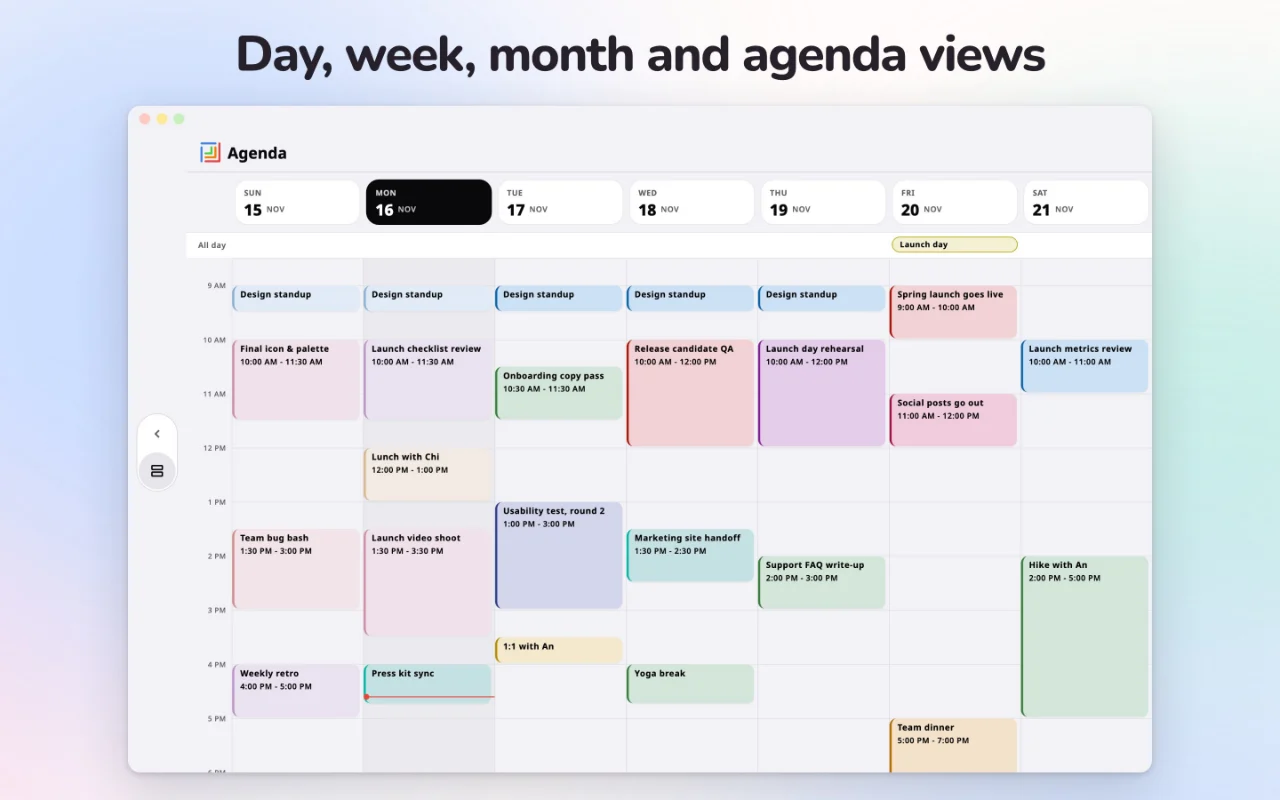 Day, week, month and agenda views
Agenda
SUN
15 NOV
MON
16 NOV
TUE
17 NOV
WED
18 NOV
THU
19 NOV
FRI
20 NOV
SAT
21 NOV
All day
Launch day
9 AM
10 AM
11 AM
12 PM
1 PM
2 PM
3 PM
4 PM
5 PM
Design standup
Final icon & palette
10:00 AM - 11:30 AM
Team bug bash
1:30 PM - 3:00 PM
Weekly retro
4:00 PM - 5:00 PM
Design standup
Launch checklist review
10:00 AM - 11:30 AM
Lunch with Chi
12:00 PM - 1:00 PM
Launch video shoot
1:30 PM - 3:30 PM
Press kit sync
Design standup
Onboarding copy pass
10:30 AM - 11:30 AM
Usability test, round 2
1:00 PM - 3:00 PM
1:1 with An
Design standup
Release candidate QA
10:00 AM - 12:00 PM
Marketing site handoff
1:30 PM - 2:30 PM
Yoga break
Design standup
Launch day rehearsal
10:00 AM - 12:00 PM
Support FAQ write-up
2:00 PM - 3:00 PM
Spring launch goes live
9:00 AM - 10:00 AM
Social posts go out
11:00 AM - 12:00 PM
Team dinner
5:00 PM - 7:00 PM
Launch metrics review
10:00 AM - 11:00 AM
Hike with An
2:00 PM - 5:00 PM